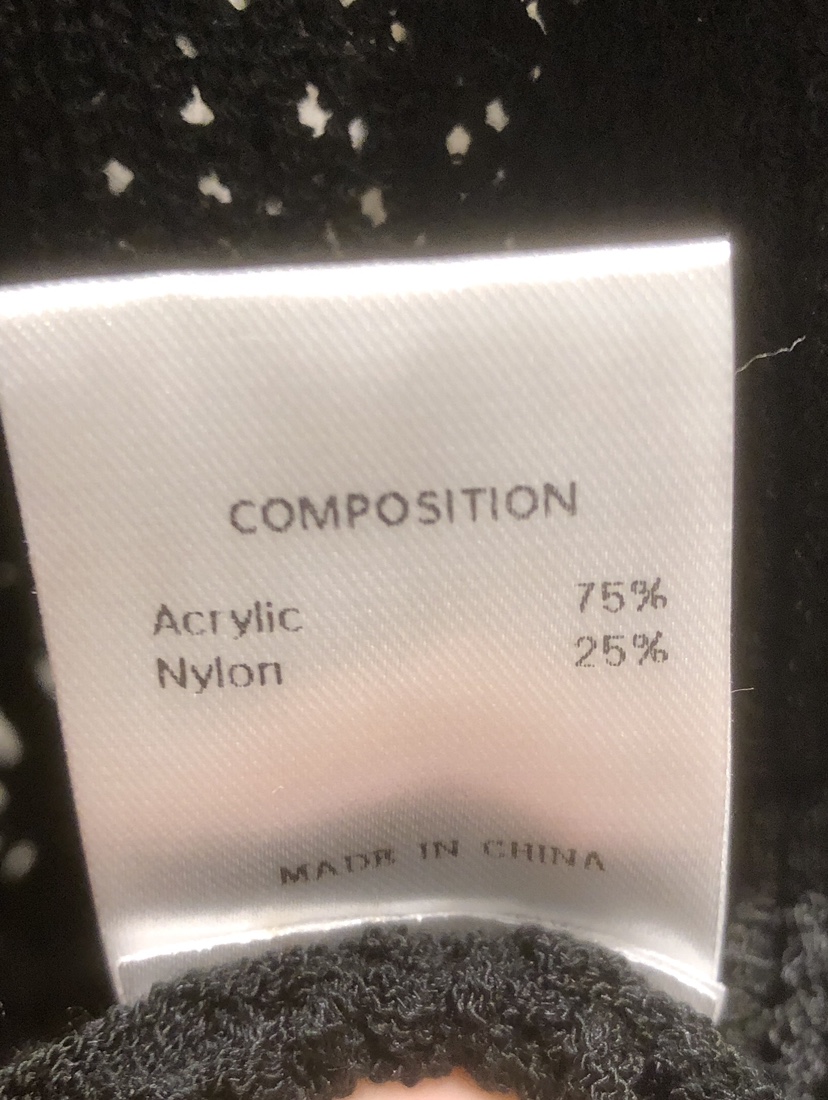 COMPOSITION
Acrylic 75%
Nylon 25%
MADE IN CHINA